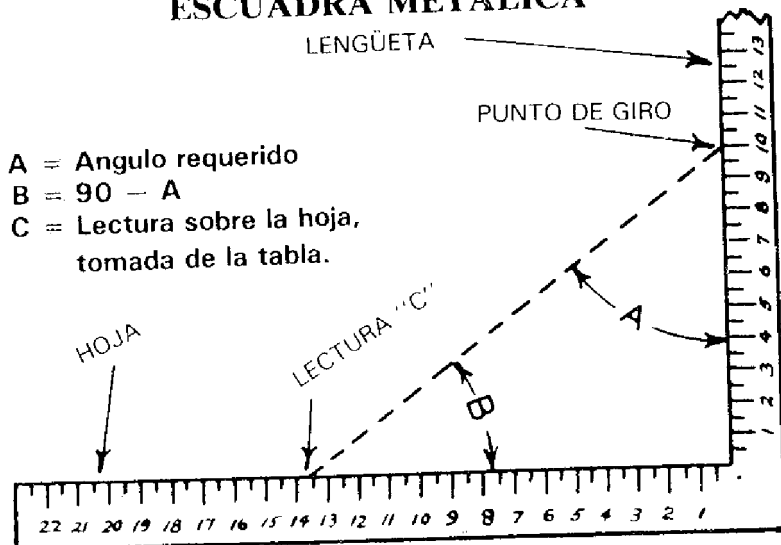 ESCUADRA METÁLICA
LENGÜETA
PUNTO DE GIRO
A = Angulo requerido
B = 90 – A
C = Lectura sobre la hoja,
tomada de la tabla.
HOJA
LECTURA "C"
A
B
13
12
11
10
9
8
7
6
5
4
3
2
1
22 21 20 19 18 17 16 15 14 13 12 11 10 9 8 7 6 5 4 3 2 1